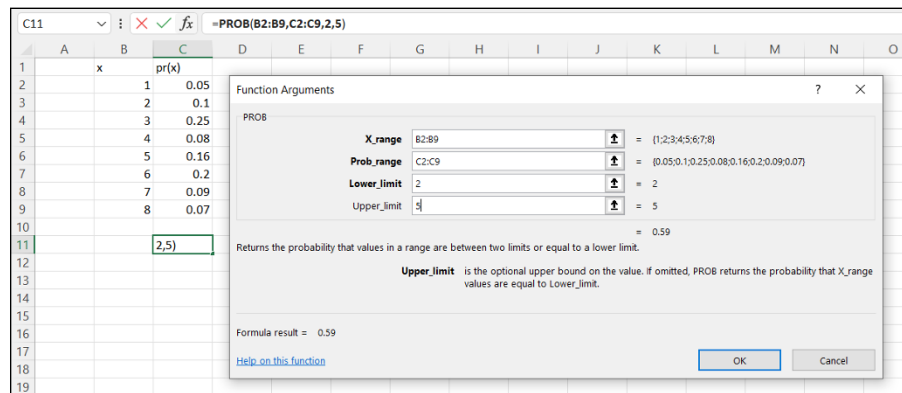 C11 fx =PROB(B2:B9,C2:C9,2,5)
A B C D E F G H I J K L M N O
1 x pr(x)
2 1 0.05
3 2 0.1
4 3 0.25
5 4 0.08
6 5 0.16
7 6 0.2
8 7 0.09
9 8 0.07
10
11 2,5)
12
13
14
15
16
17
18
19
Function Arguments ? ×
PROB
X_range B2:B9 = {1;2;3;4;5;6;7;8}
Prob_range C2:C9 = {0.05;0.1;0.25;0.08;0.16;0.2;0.09;0.07}
Lower_limit 2 = 2
Upper_limit 5 = 5
= 0.59
Returns the probability that values in a range are between two limits or equal to a lower limit.
Upper_limit is the optional upper bound on the value. If omitted, PROB returns the probability that X_range
values are equal to Lower_limit.
Formula result = 0.59
Help on this function OK Cancel